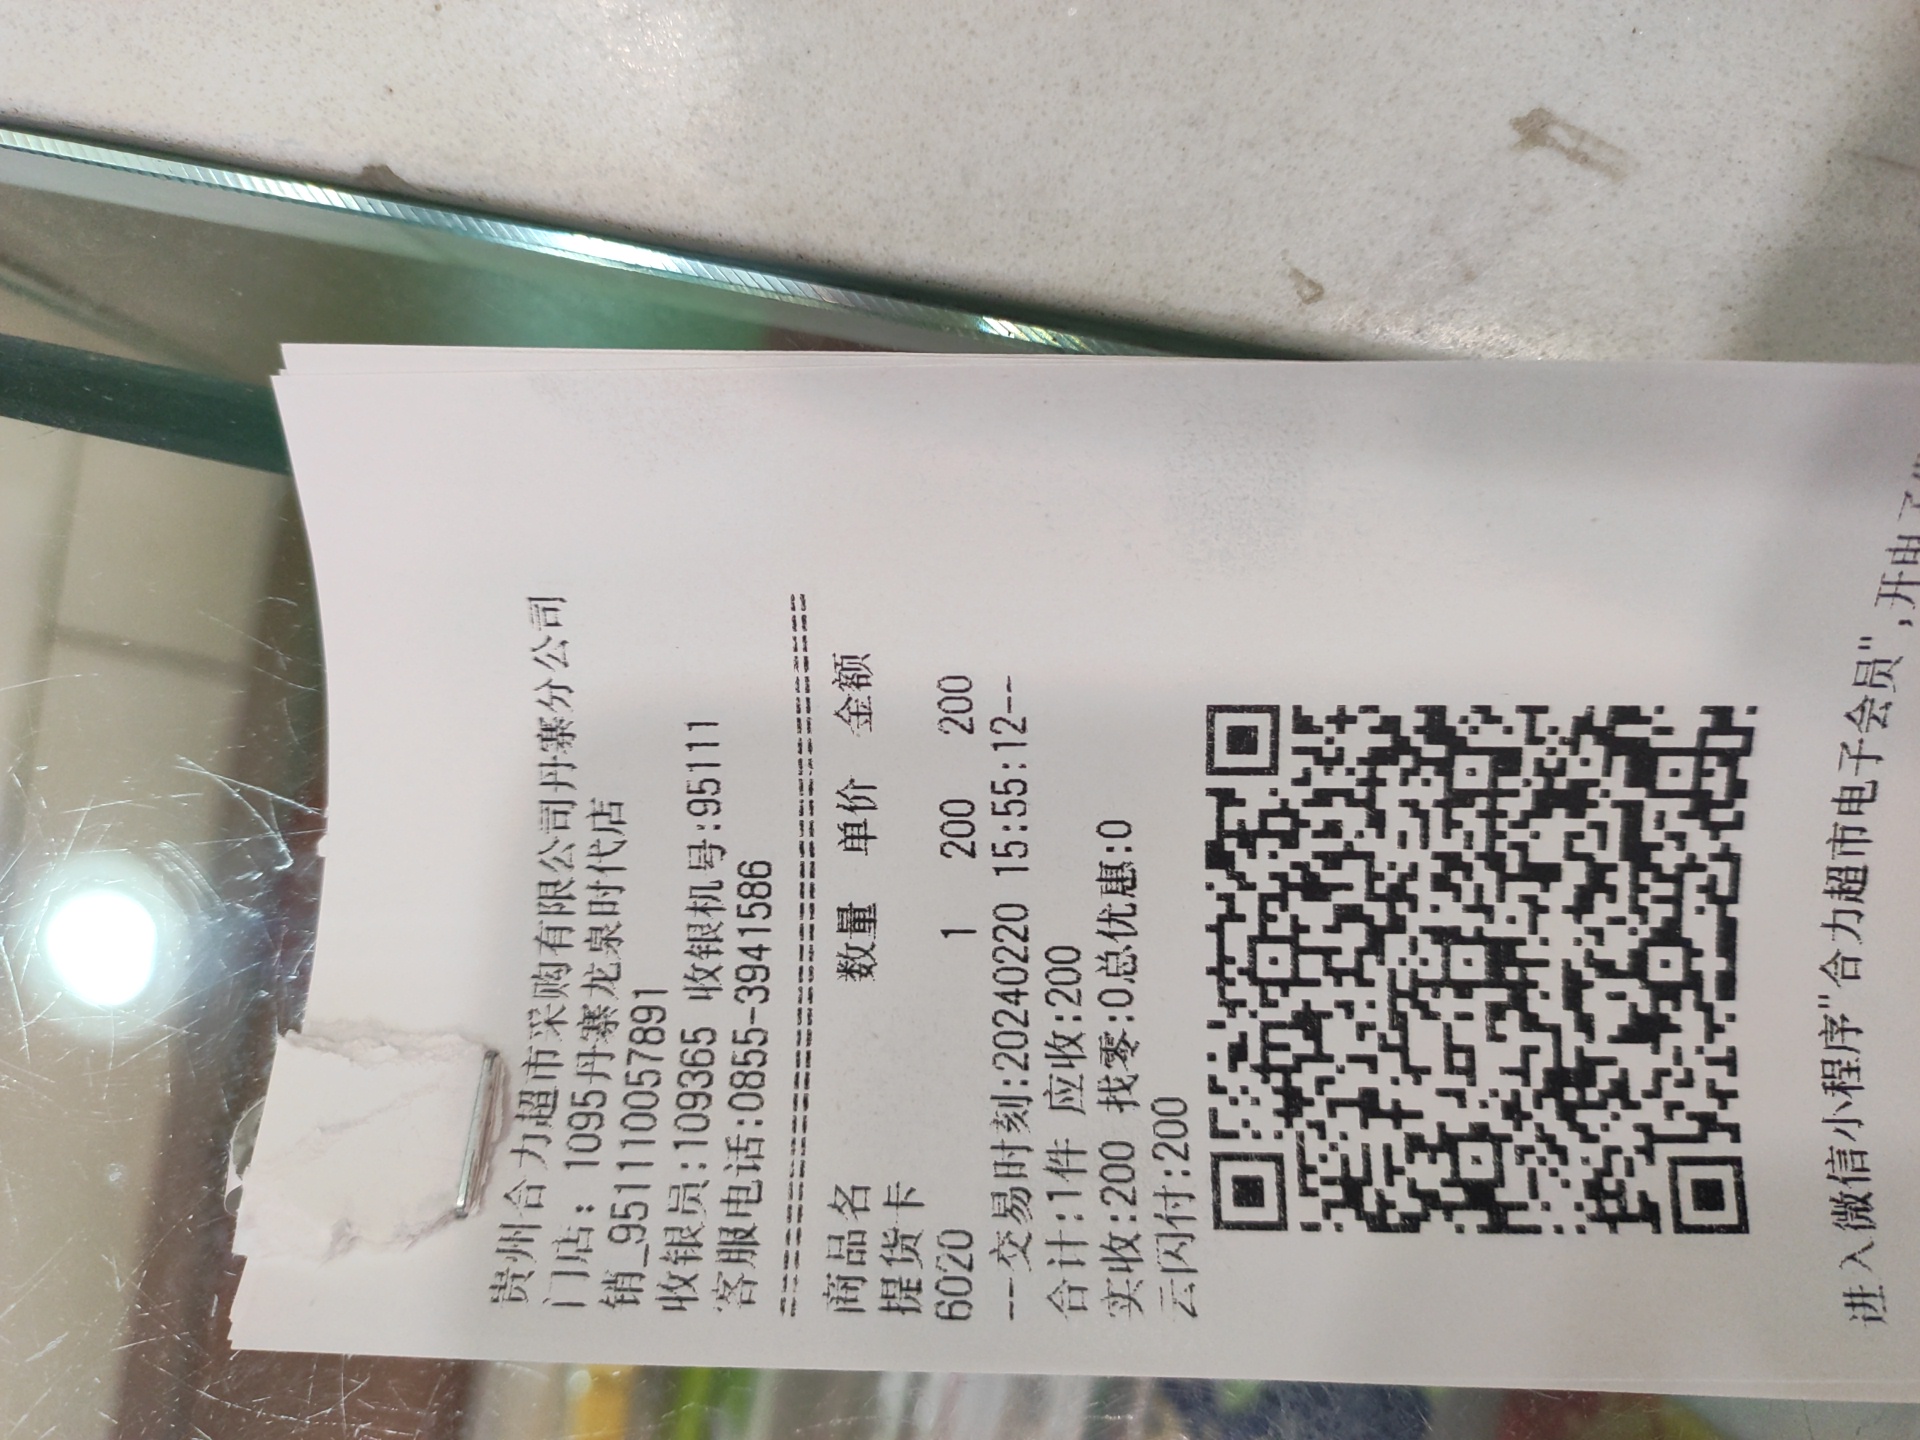 贵州合力超市采购有限公司丹寨分公司
门店: 1095丹寨龙泉时代店
销_951110057891
收银员:109365 收银机号:95111
客服电话:0855-3941586
商品名 数量 单价 金额
提货卡
6020 1 200 200
--交易时刻:20240220 15:55:12--
合计:1件 应收:200
实收:200 找零:0总优惠:0
云闪付:200
进入微信小程序"合力超市电子会员",开电子